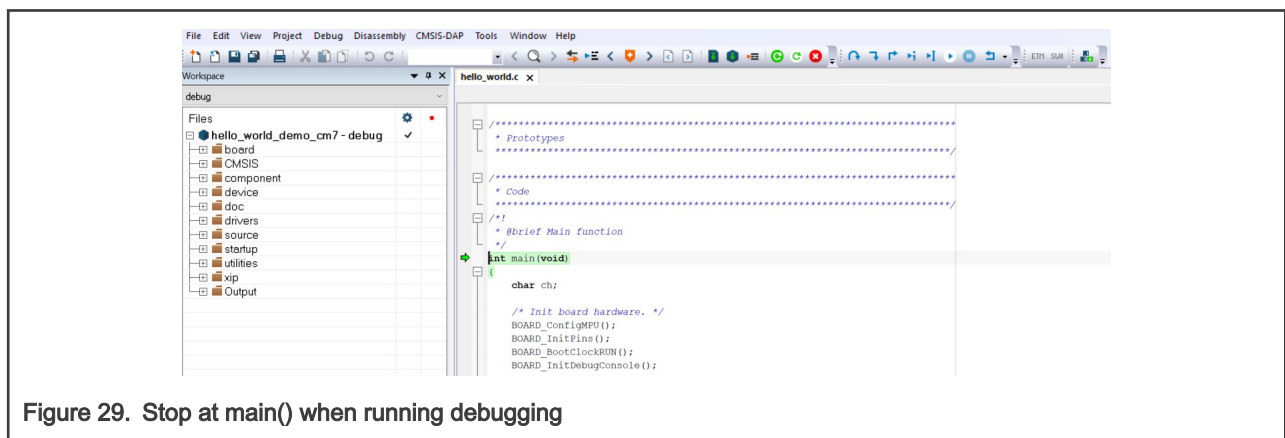 File Edit View Project Debug Disassembly CMSIS-DAP Tools Window Help
ETM SWO
Workspace
hello_world.c x
debug
Files
hello_world_demo_cm7 - debug
board
CMSIS
component
device
doc
drivers
source
startup
utilities
xip
Output
/*******************************************************************************
 * Prototypes
 ******************************************************************************/
/*******************************************************************************
 * Code
 ******************************************************************************/
/*!
 * @brief Main function
 */
int main(void)
{
char ch;
/* Init board hardware. */
BOARD_ConfigMPU();
BOARD_InitPins();
BOARD_BootClockRUN();
BOARD_InitDebugConsole();
Figure 29. Stop at main() when running debugging